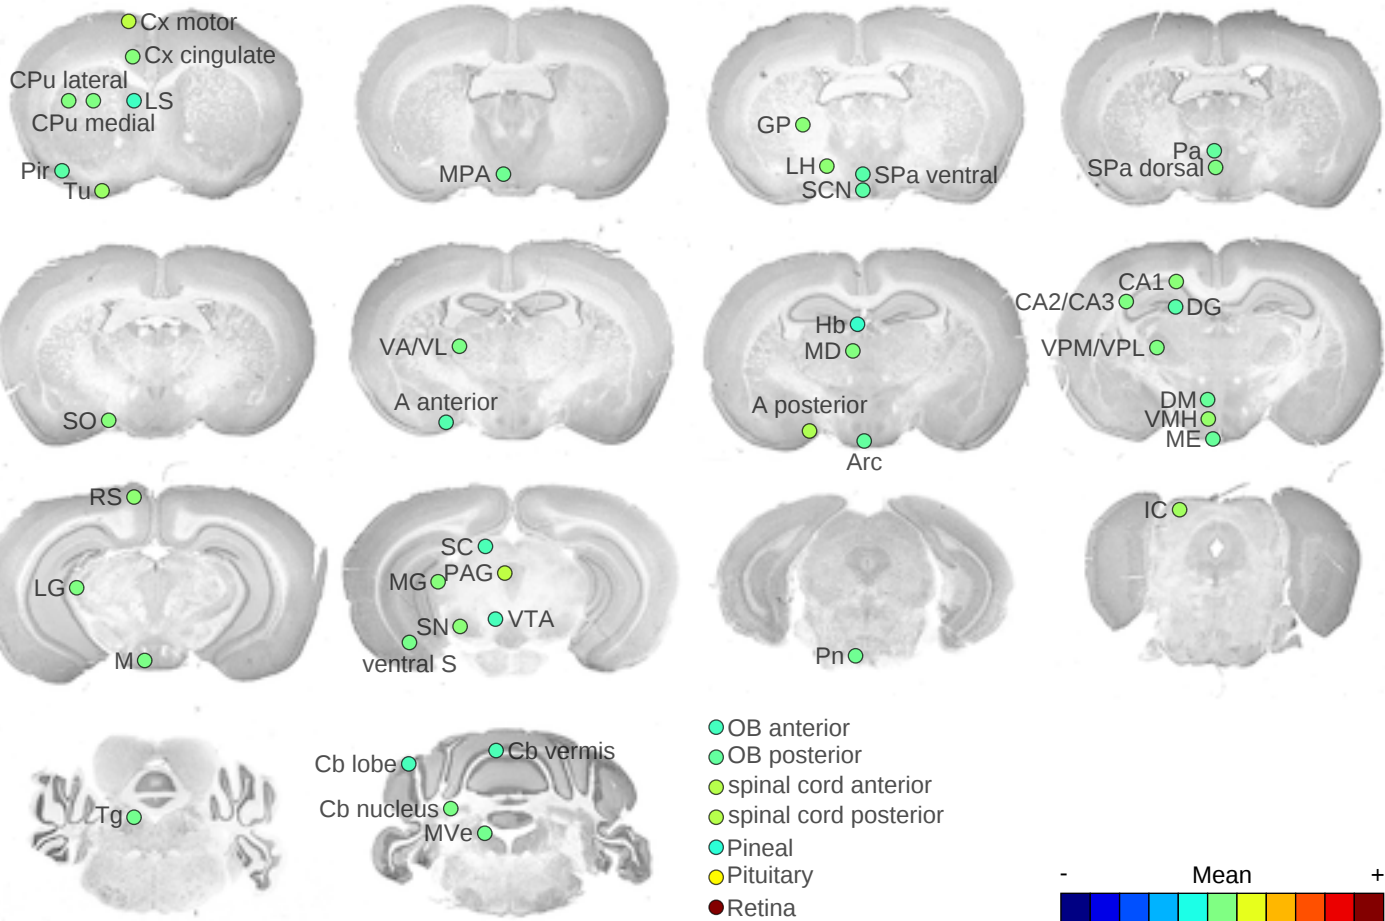 Cx motor
Cx cingulate
CPu lateral
LS
CPu medial
Pir
Tu
MPA
GP
LH
SPa ventral
SCN
Pa
SPa dorsal
SO
VA/VL
A anterior
Hb
MD
A posterior
Arc
CA1
CA2/CA3
DG
VPM/VPL
DM
VMH
ME
RS
LG
M
SC
PAG
MG
VTA
SN
ventral S
Pn
IC
Tg
Cb vermis
Cb lobe
Cb nucleus
MVe
OB anterior
OB posterior
spinal cord anterior
spinal cord posterior
Pineal
Pituitary
Retina
- Mean +